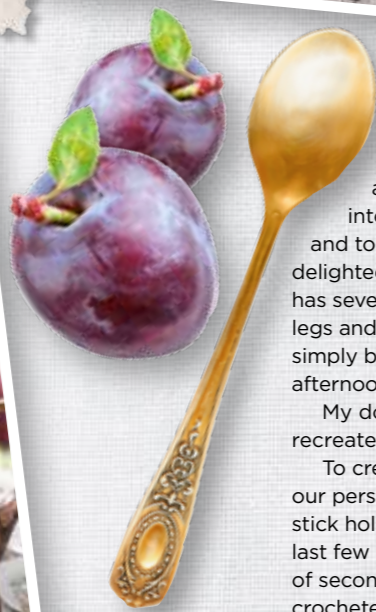 and to
delighted
has seve
legs and
simply b
afternoo
My do
recreate
To cre
our pers
stick hol
last few
of secon
crochete